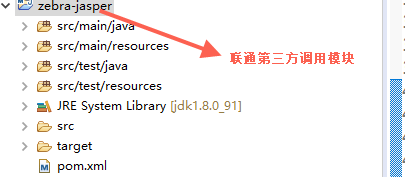 zebra-jasper
src/main/java
联通第三方调用模块
src/main/resources
src/test/java
src/test/resources
JRE System Library [jdk1.8.0_91]
src
target
pom.xml